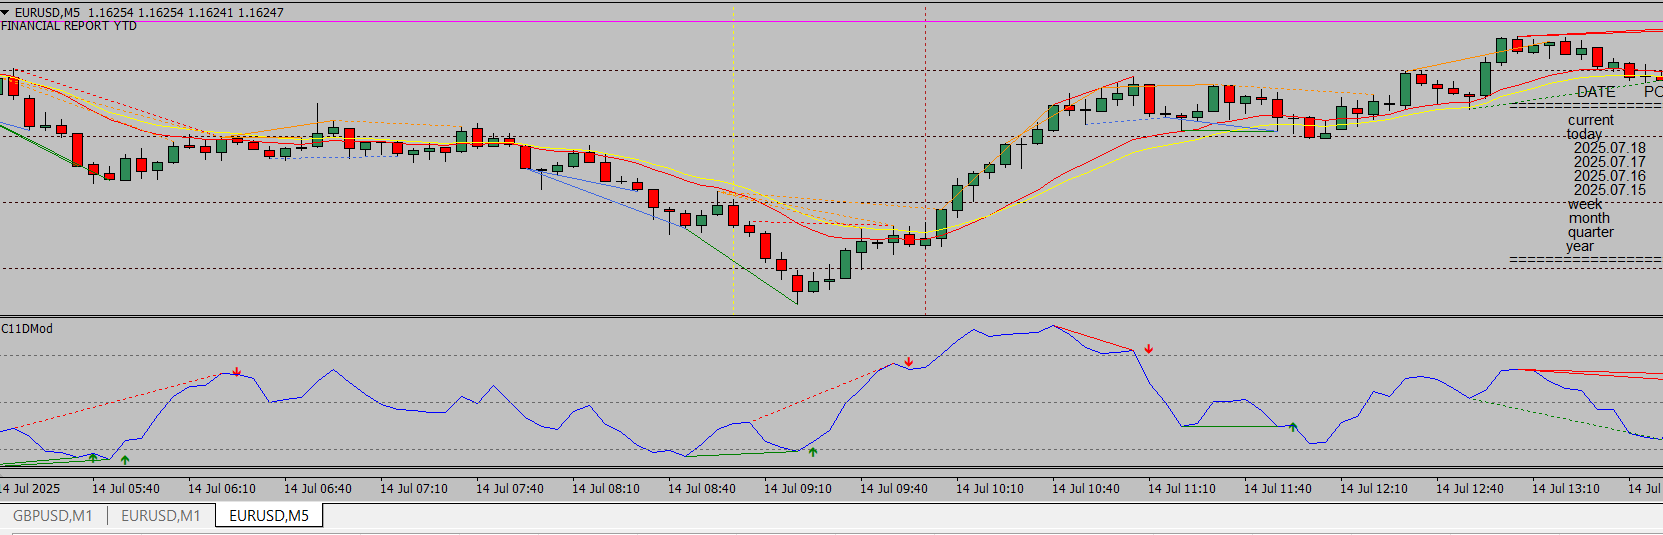 EURUSD,M5 1.16254 1.16254 1.16241 1.16247
FINANCIAL REPORT YTD
DATE
current
today
2025.07.18
2025.07.17
2025.07.16
2025.07.15
week
month
quarter
year
C11DMod
14 Jul 2025 14 Jul 05:40 14 Jul 06:10 14 Jul 06:40 14 Jul 07:10 14 Jul 07:40 14 Jul 08:10 14 Jul 08:40 14 Jul 09:10 14 Jul 09:40 14 Jul 10:10 14 Jul 10:40 14 Jul 11:10 14 Jul 11:40 14 Jul 12:10 14 Jul 12:40 14 Jul 13:10 14 Jul
GBPUSD,M1 EURUSD,M1 EURUSD,M5